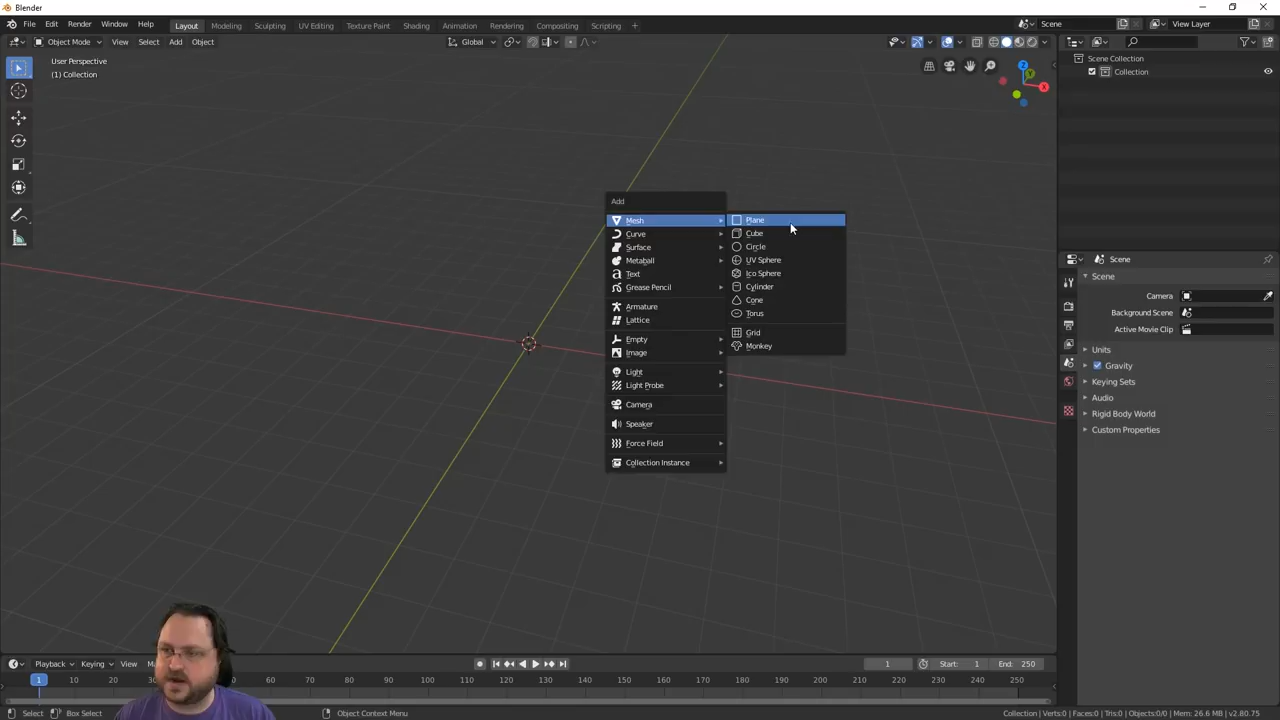 Blender
File Edit Render Window Help Layout Modeling Sculpting UV Editing Texture Paint Shading Animation Rendering Compositing Scripting + Scene View Layer
Object Mode View Select Add Object Global
User Perspective
(1) Collection
Scene Collection
Collection
Z
Y
X
Add
Mesh
Curve
Surface
Metaball
Text
Grease Pencil
Armature
Lattice
Empty
Image
Light
Light Probe
Camera
Speaker
Force Field
Collection Instance
Plane
Cube
Circle
UV Sphere
Ico Sphere
Cylinder
Cone
Torus
Grid
Monkey
Scene
Scene
Camera
Background Scene
Active Movie Clip
Units
Gravity
Keying Sets
Audio
Rigid Body World
Custom Properties
Playback Keying View 1 Start: 1 End: 250
1 10 20 30 40 50 60 70 80 90 100 110 120 130 140 150 160 170 180 190 200 210 220 230 240 250
Select Box Select Object Context Menu Collection | Verts:0 | Faces:0 | Tris:0 | Objects:0/0 | Mem: 26.6 MB | v2.80.75